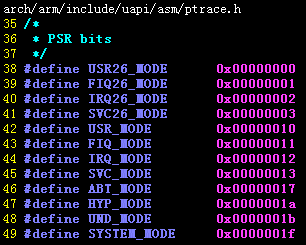 arch/arm/include/uapi/asm/ptrace.h
35 /*
36  * PSR bits
37  */
38 #define USR26_MODE 0x00000000
39 #define FIQ26_MODE 0x00000001
40 #define IRQ26_MODE 0x00000002
41 #define SVC26_MODE 0x00000003
42 #define USR_MODE 0x00000010
43 #define FIQ_MODE 0x00000011
44 #define IRQ_MODE 0x00000012
45 #define SVC_MODE 0x00000013
46 #define ABT_MODE 0x00000017
47 #define HYP_MODE 0x0000001a
48 #define UND_MODE 0x0000001b
49 #define SYSTEM_MODE 0x0000001f